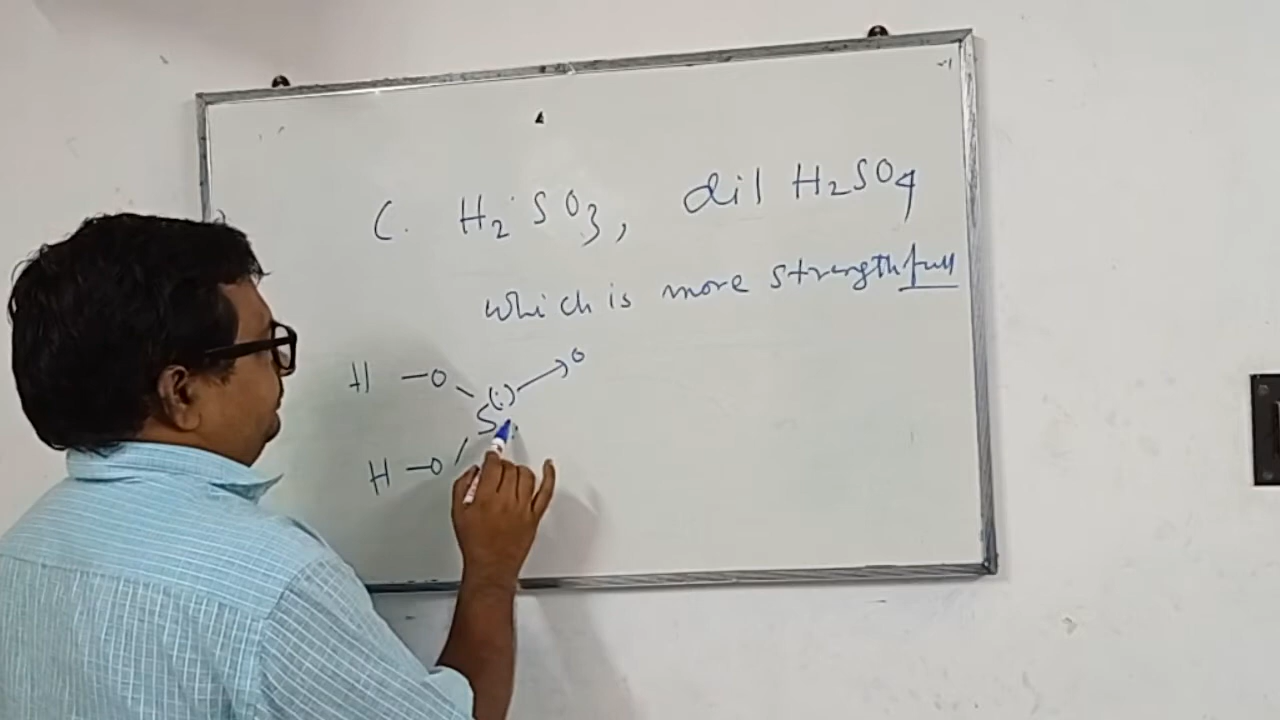 C. H₂SO₃, dil H₂SO₄
which is more strengthfull
H — O S (:) → O
H — O